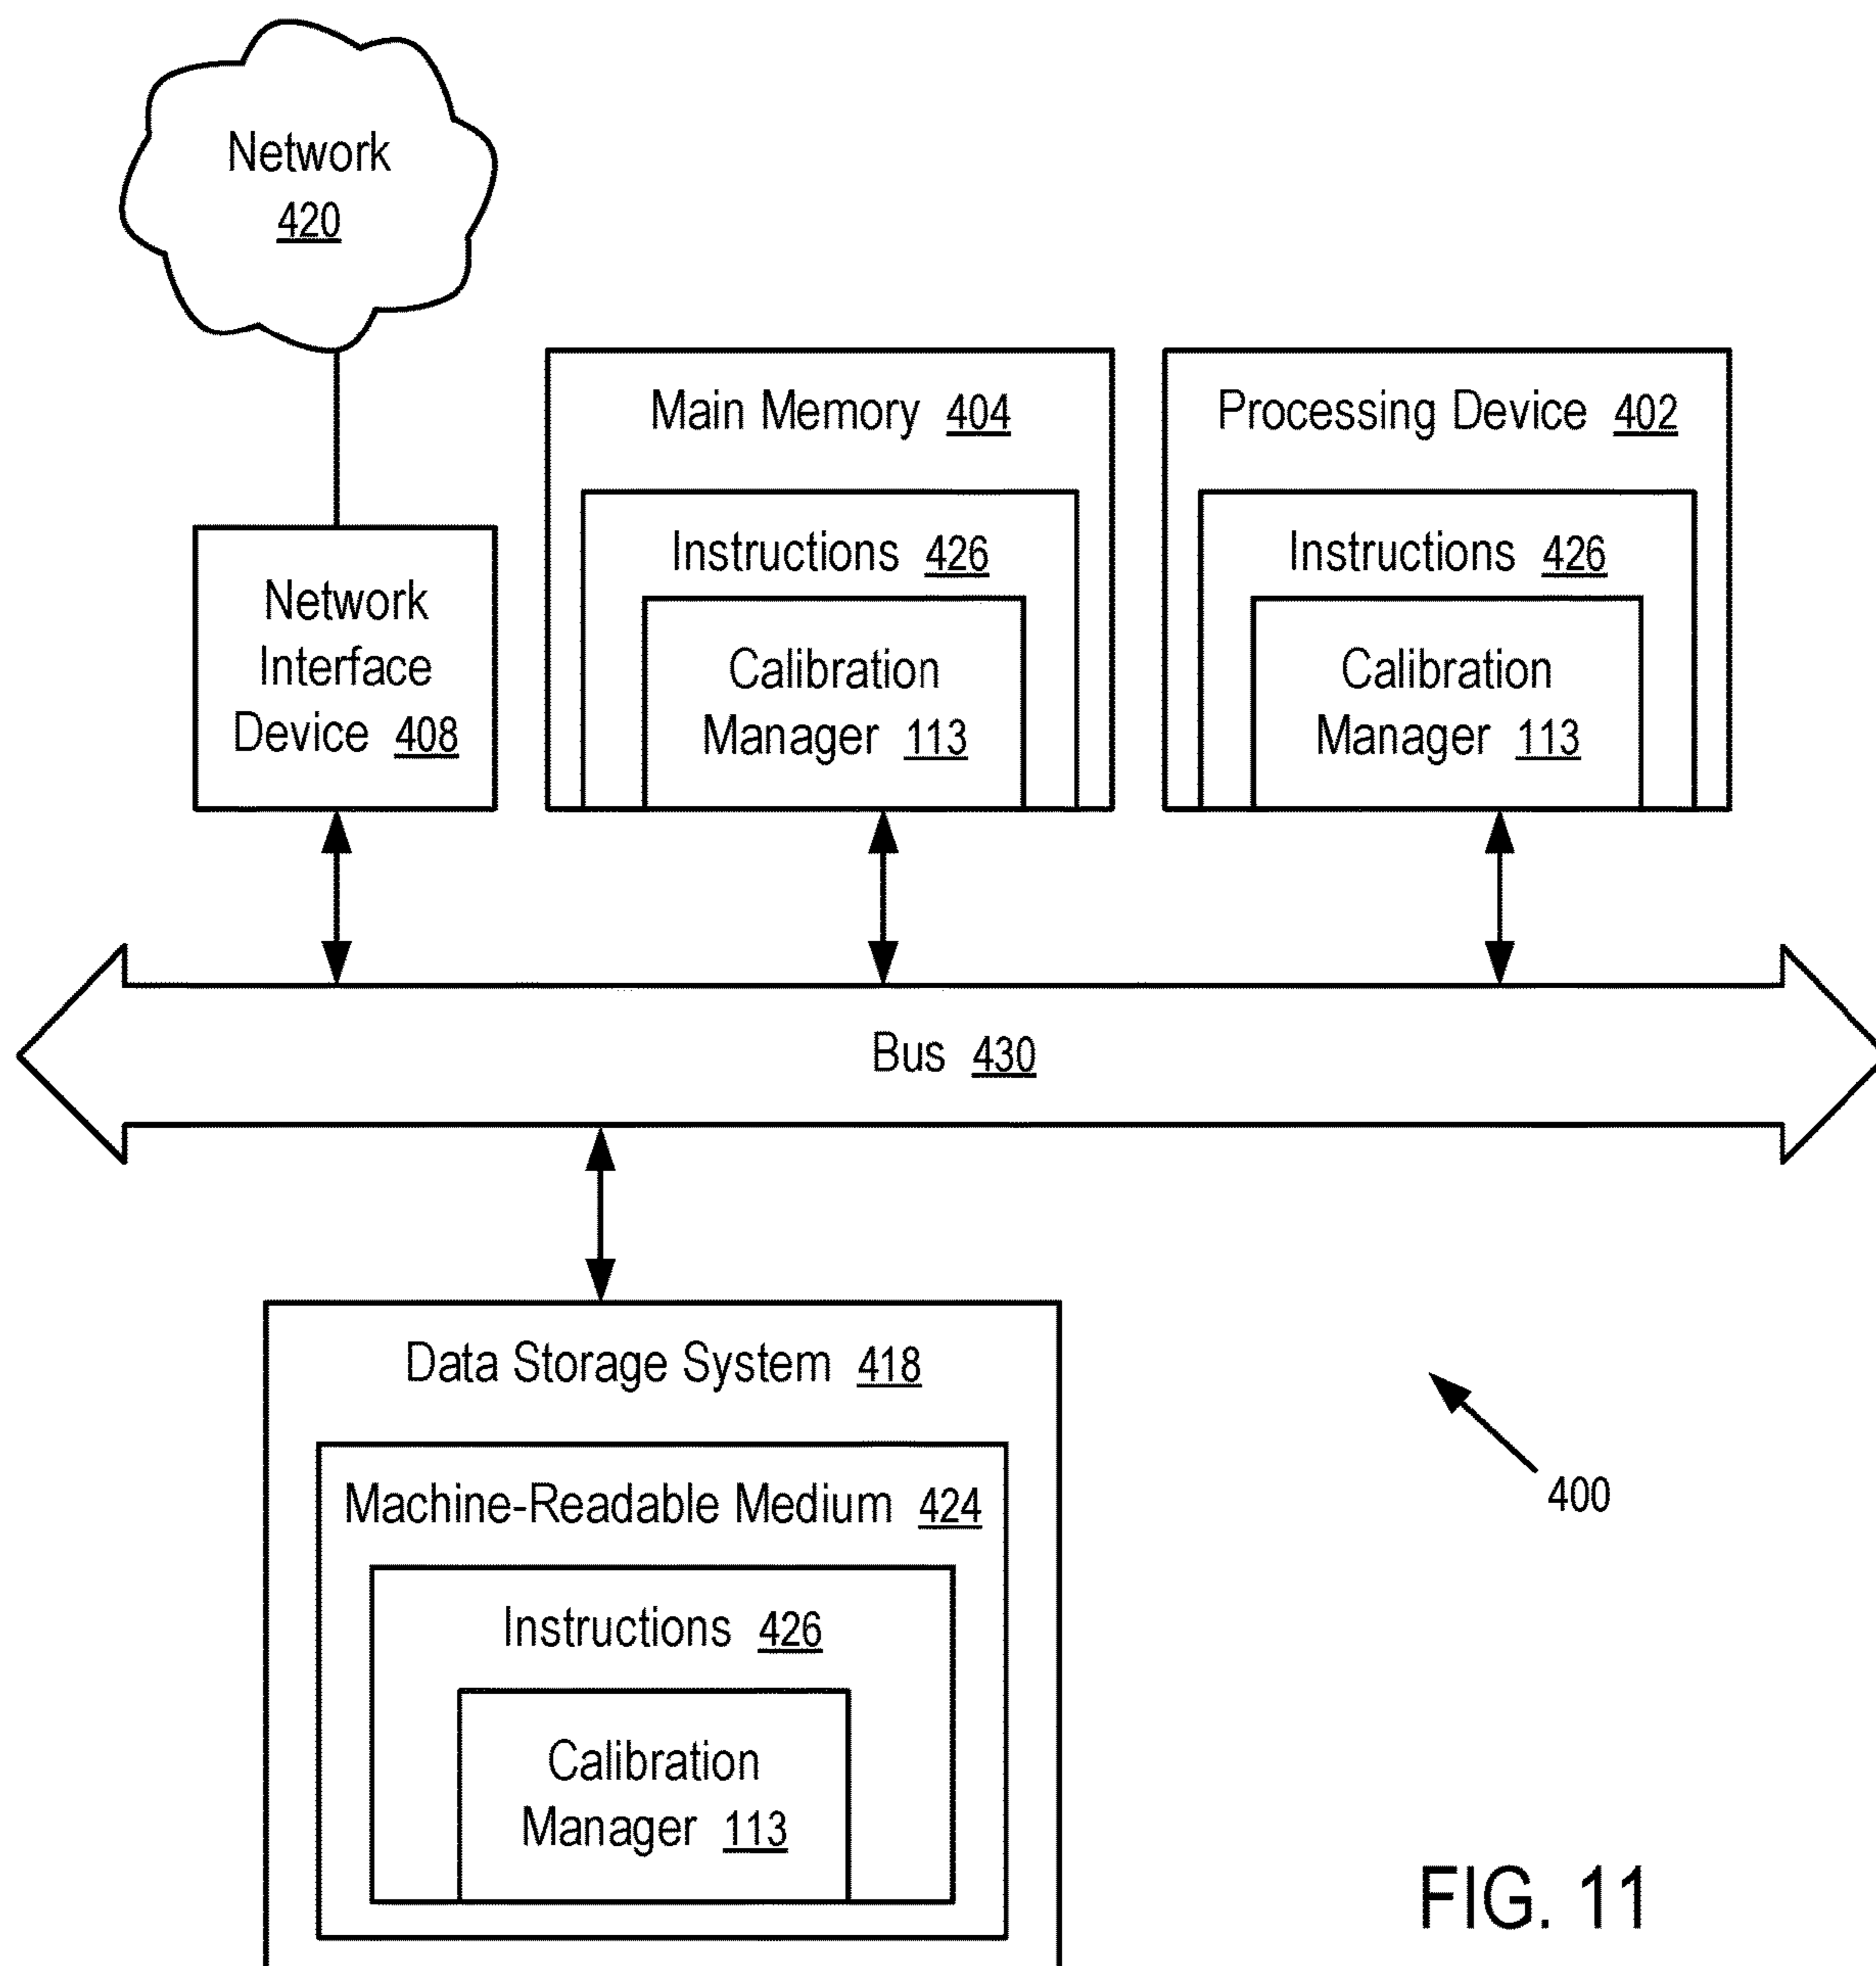 Network
420
Main Memory 404
Processing Device 402
Instructions 426
Instructions 426
Network
Interface
Device 408
Calibration
Manager 113
Calibration
Manager 113
Bus 430
Data Storage System 418
Machine-Readable Medium 424
400
Instructions 426
Calibration
Manager 113
FIG. 11